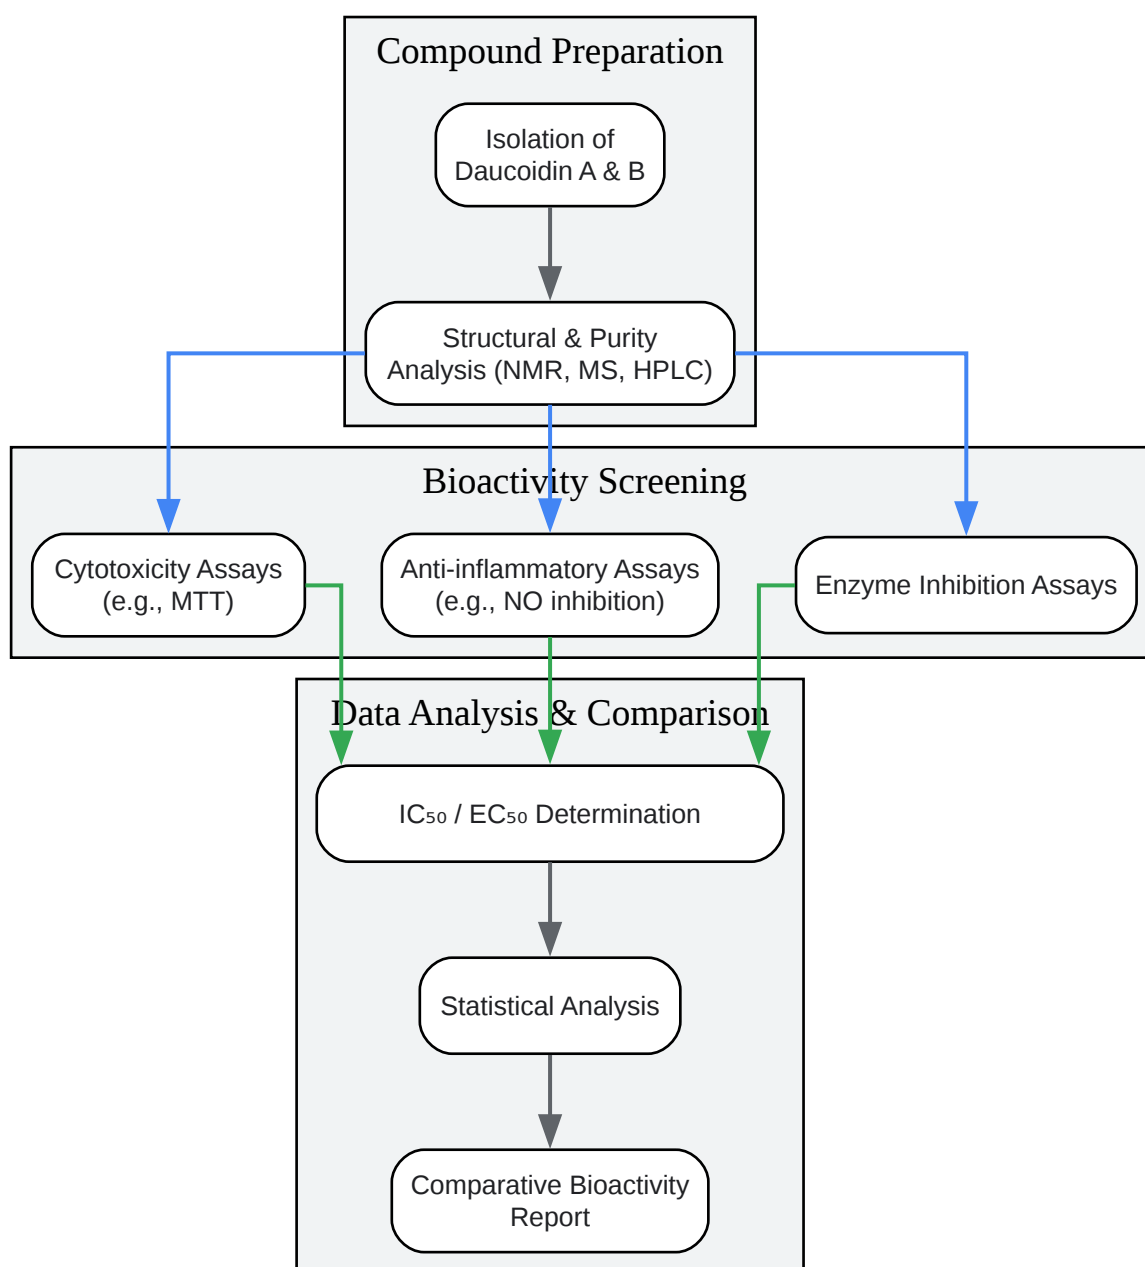 Compound Preparation
Isolation of
Daucoidin A & B
Structural & Purity
Analysis (NMR, MS, HPLC)
Bioactivity Screening
Cytotoxicity Assays
(e.g., MTT)
Anti-inflammatory Assays
(e.g., NO inhibition)
Enzyme Inhibition Assays
Data Analysis & Comparison
IC₅₀ / EC₅₀ Determination
Statistical Analysis
Comparative Bioactivity
Report